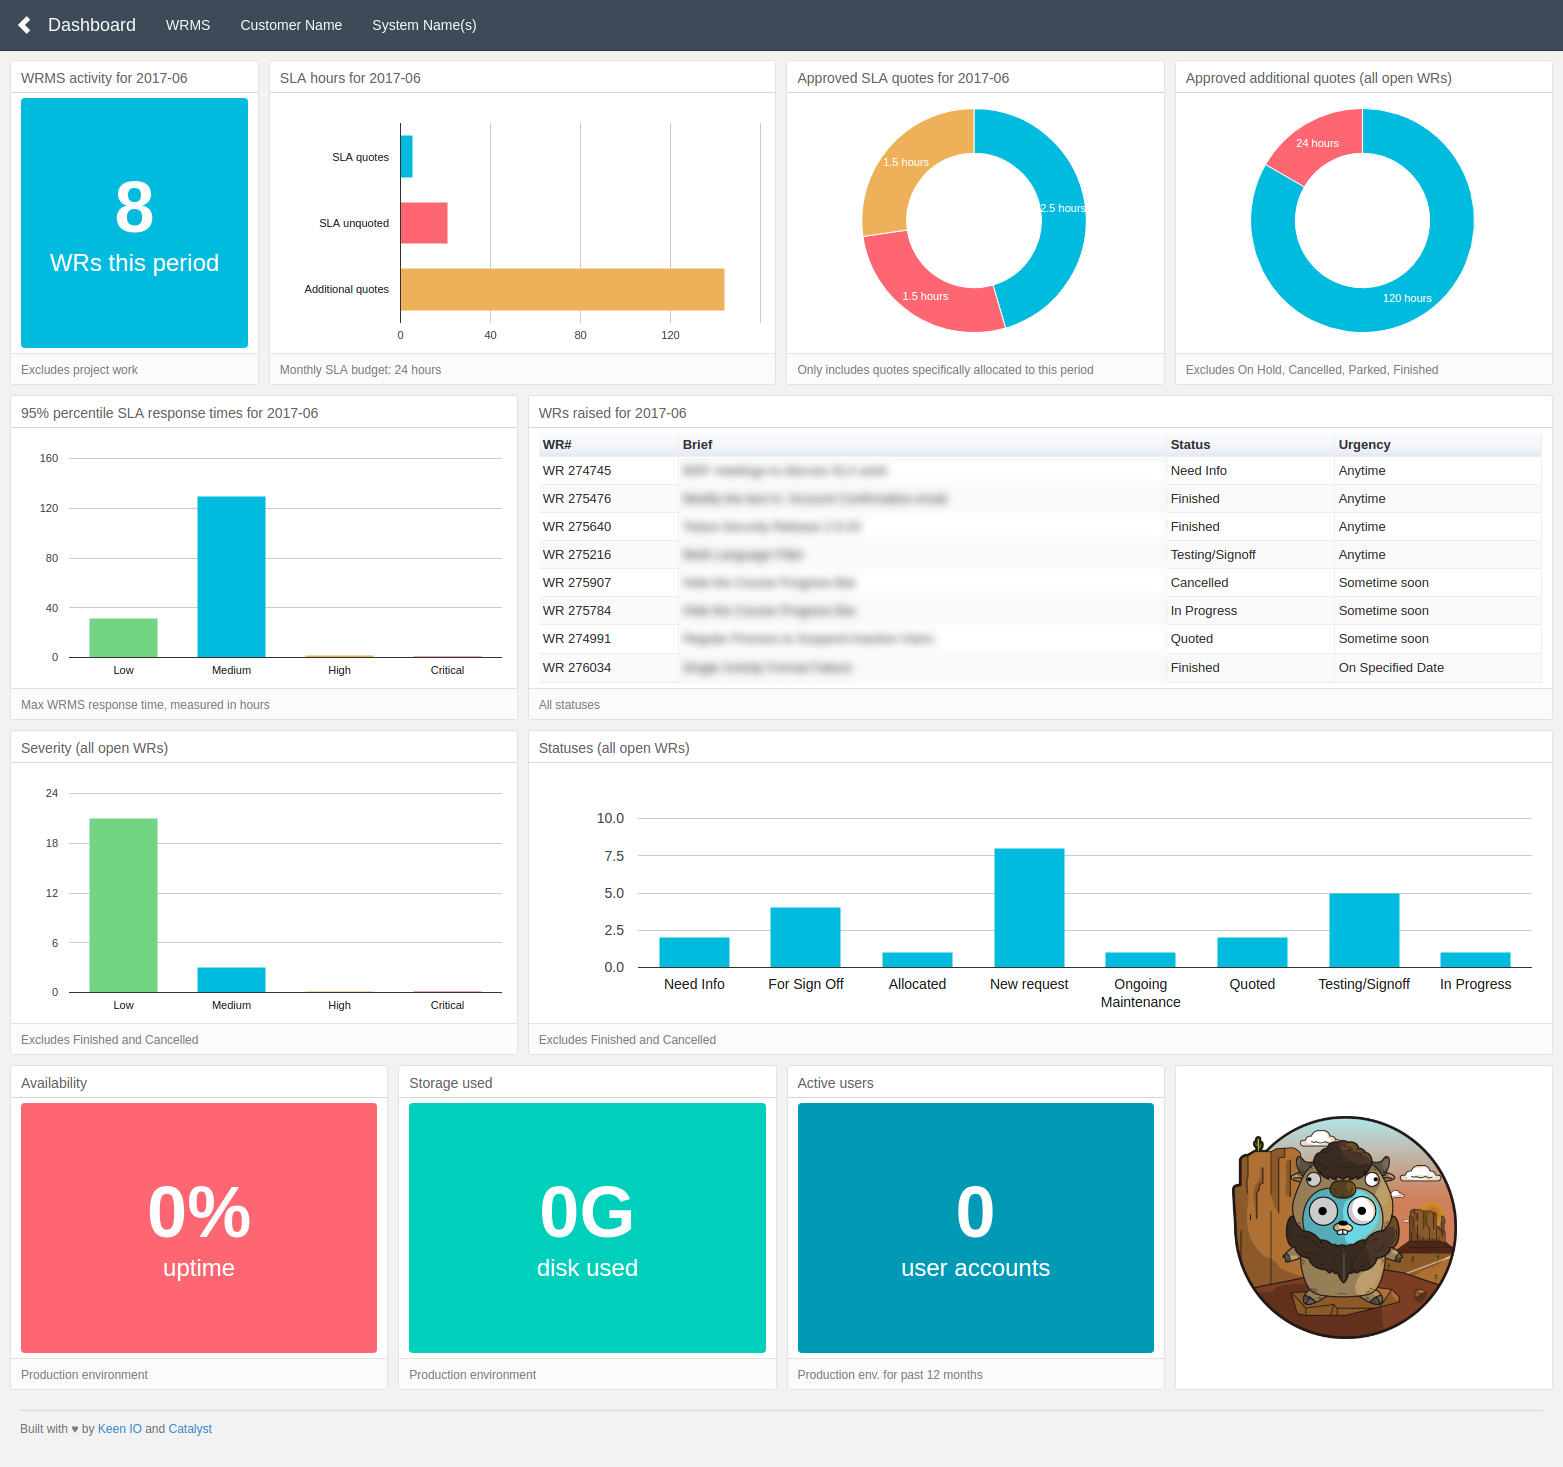 Dashboard WRMS Customer Name System Name(s)
WRMS activity for 2017-06
8
WRs this period
Excludes project work
SLA hours for 2017-06
SLA quotes
SLA unquoted
Additional quotes
0 40 80 120
Monthly SLA budget: 24 hours
Approved SLA quotes for 2017-06
1.5 hours
2.5 hours
1.5 hours
Only includes quotes specifically allocated to this period
Approved additional quotes (all open WRs)
24 hours
120 hours
Excludes On Hold, Cancelled, Parked, Finished
95% percentile SLA response times for 2017-06
160
120
80
40
0
Low Medium High Critical
Max WRMS response time, measured in hours
WRs raised for 2017-06
WR# Brief Status Urgency
WR 274745 Need Info Anytime
WR 275476 Finished Anytime
WR 275640 Finished Anytime
WR 275216 Testing/Signoff Anytime
WR 275907 Cancelled Sometime soon
WR 275784 In Progress Sometime soon
WR 274991 Quoted Sometime soon
WR 276034 Finished On Specified Date
All statuses
Severity (all open WRs)
24
18
12
6
0
Low Medium High Critical
Excludes Finished and Cancelled
Statuses (all open WRs)
10.0
7.5
5.0
2.5
0.0
Need Info For Sign Off Allocated New request Ongoing Quoted Testing/Signoff In Progress
Maintenance
Excludes Finished and Cancelled
Availability
0%
uptime
Production environment
Storage used
0G
disk used
Production environment
Active users
0
user accounts
Production env. for past 12 months
Built with ♥ by Keen IO and Catalyst